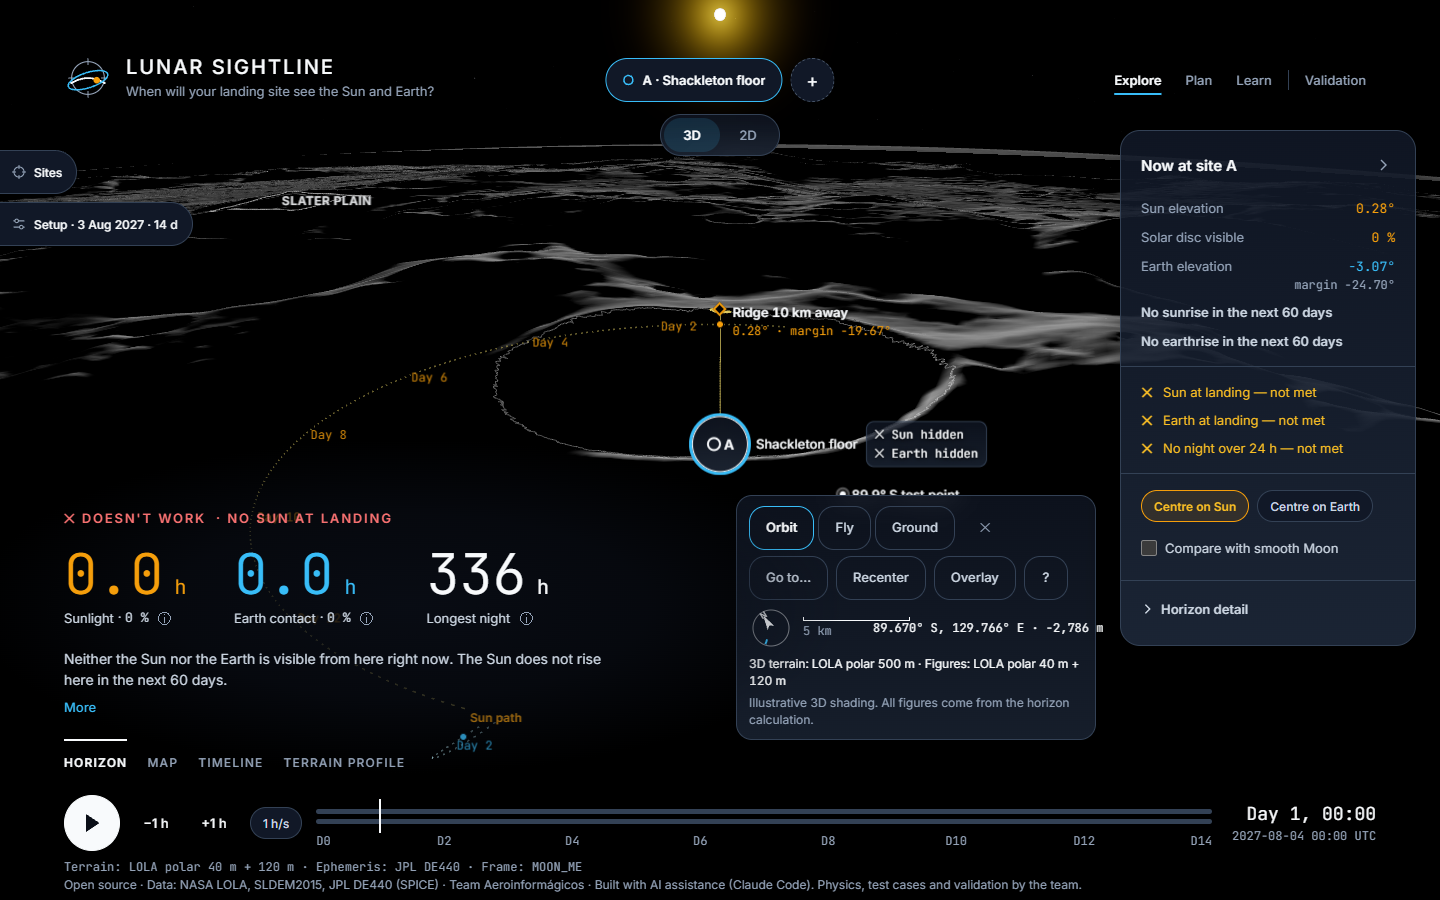 LUNAR SIGHTLINE
When will your landing site see the Sun and Earth?
A · Shackleton floor
+
Explore
Plan
Learn
Validation
3D
2D
Sites
Setup · 3 Aug 2027 · 14 d
SLATER PLAIN
Now at site A
Sun elevation 0.28°
Solar disc visible 0 %
Earth elevation -3.07°
margin -24.70°
No sunrise in the next 60 days
No earthrise in the next 60 days
Sun at landing — not met
Earth at landing — not met
No night over 24 h — not met
Centre on Sun
Centre on Earth
Compare with smooth Moon
Horizon detail
Ridge 10 km away
0.28° · margin -19.67°
Day 2
Day 4
Day 6
Day 8
A
Shackleton floor
Sun hidden
Earth hidden
89.9° S test point
DOESN'T WORK · NO SUN AT LANDING
0.0 h
0.0 h
336 h
Sunlight · 0 %
Earth contact · 0 %
Longest night
Neither the Sun nor the Earth is visible from here right now. The Sun does not rise
here in the next 60 days.
More
Sun path
Day 2
Orbit
Fly
Ground
Go to...
Recenter
Overlay
?
5 km
89.670° S, 129.766° E · -2,786 m
3D terrain: LOLA polar 500 m · Figures: LOLA polar 40 m +
120 m
Illustrative 3D shading. All figures come from the horizon
calculation.
HORIZON
MAP
TIMELINE
TERRAIN PROFILE
−1 h
+1 h
1 h/s
D0
D2
D4
D6
D8
D10
D12
D14
Day 1, 00:00
2027-08-04 00:00 UTC
Terrain: LOLA polar 40 m + 120 m · Ephemeris: JPL DE440 · Frame: MOON_ME
Open source · Data: NASA LOLA, SLDEM2015, JPL DE440 (SPICE) · Team Aeroinformágicos · Built with AI assistance (Claude Code). Physics, test cases and validation by the team.